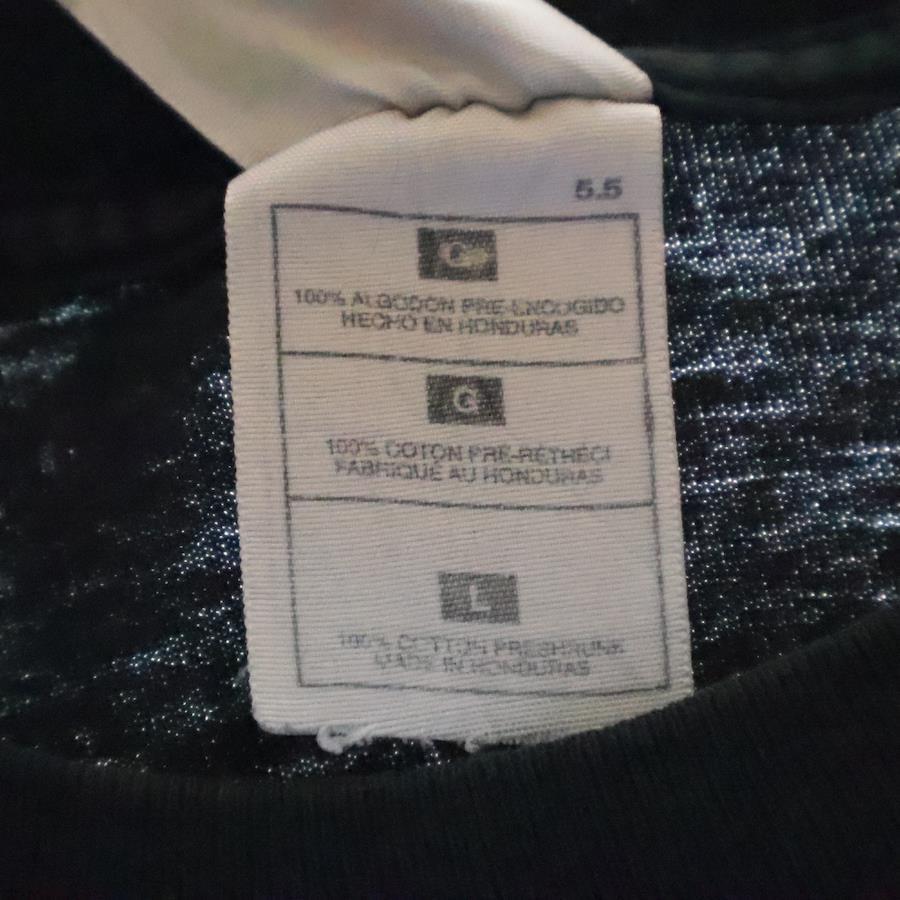 5.5
G
100% ALGODON PRE-ENCOGIDO
HECHO EN HONDURAS
G
100% COTON PRÉ-RÉTRÉCI
FABRIQUÉ AU HONDURAS
L
100% COTTON PRESHRUNK
MADE IN HONDURAS